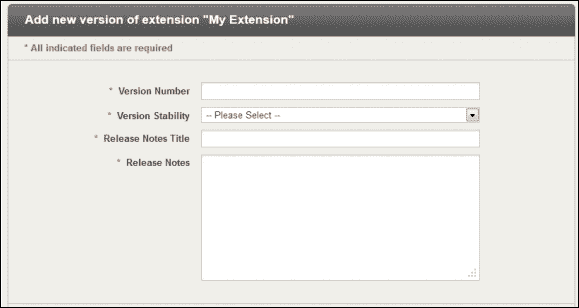 Add new version of extension "My Extension"
* All indicated fields are required
* Version Number
* Version Stability -- Please Select --
* Release Notes Title
* Release Notes